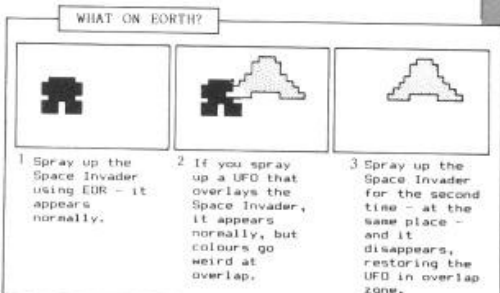 WHAT ON EORTH?
1 Spray up the
Space Invader
using EOR - it
appears
normally.
2 If you spray
up a UFO that
overlays the
Space Invader,
it appears
normally, but
colours go
weird at
overlap.
3 Spray up the
Space Invader
for the second
time - at the
same place -
and it
disappears,
restoring the
UFO in overlap
zone.